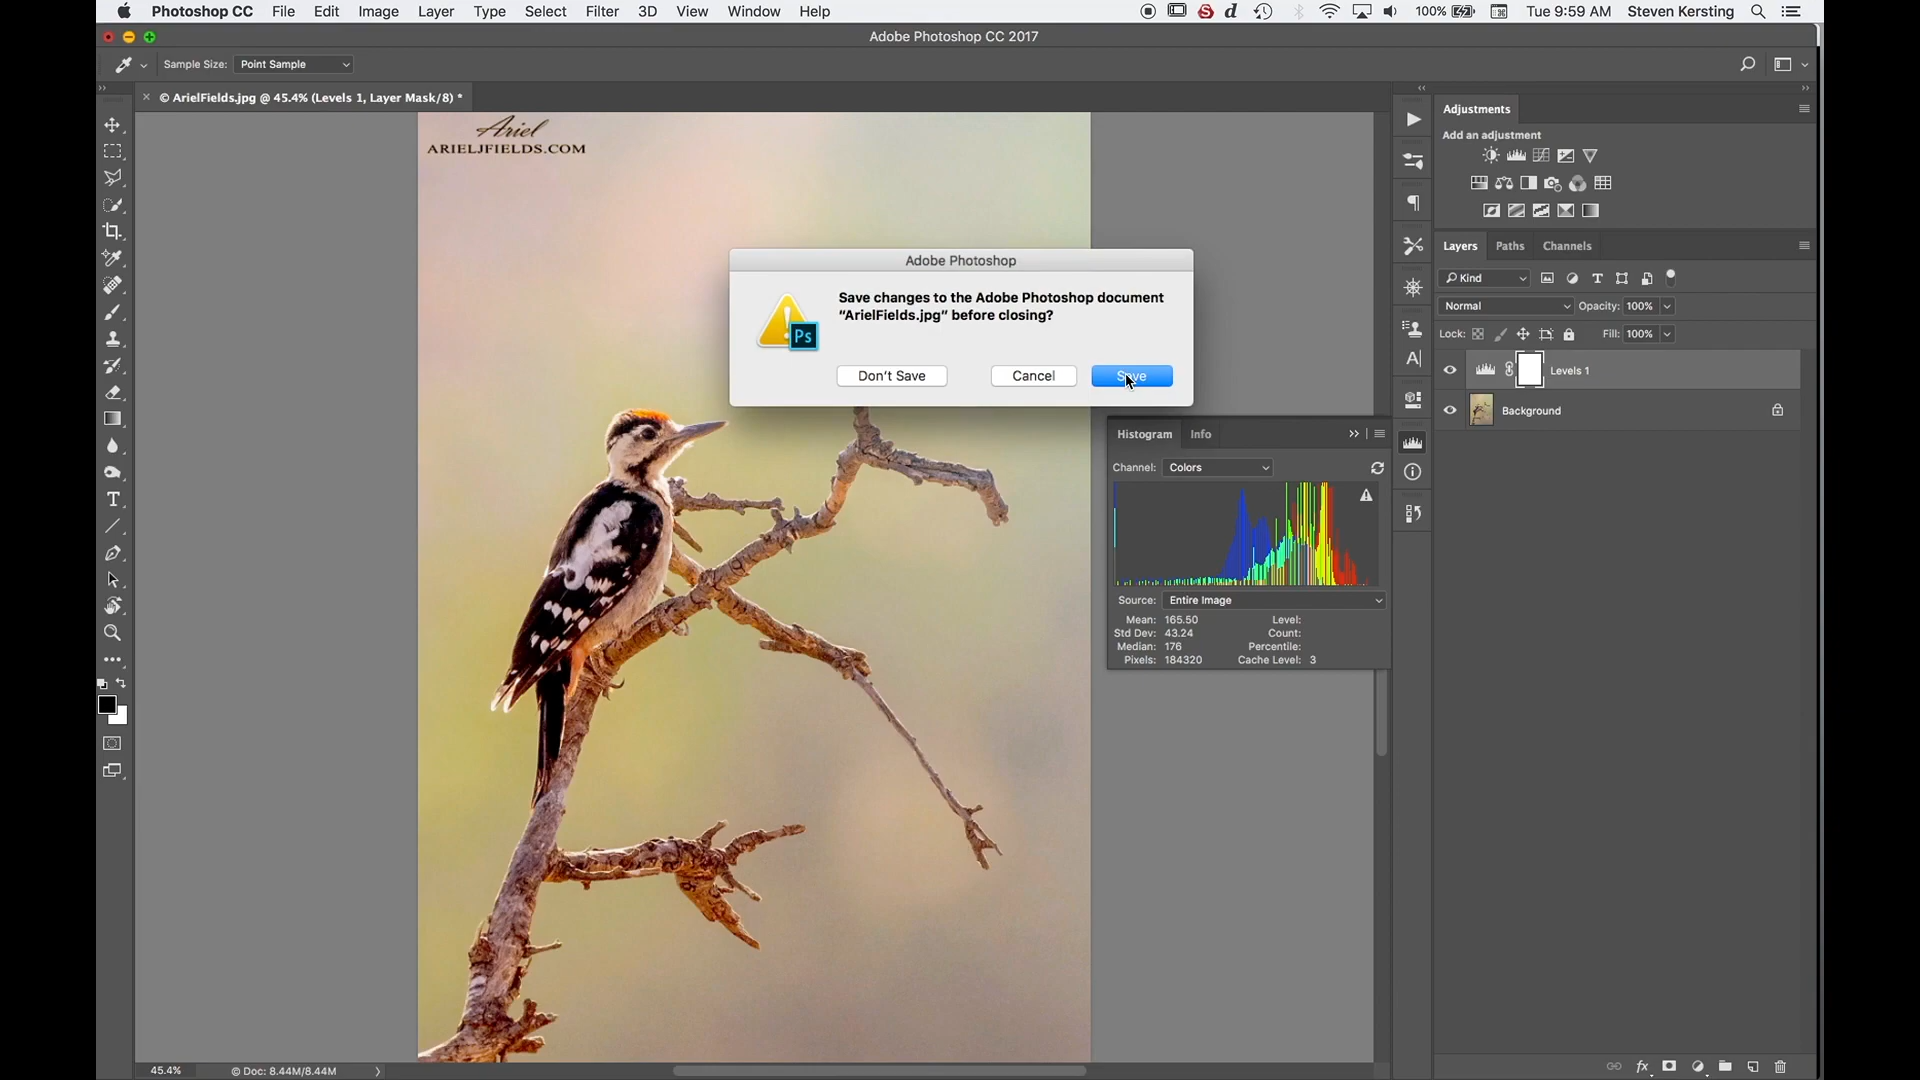 Photoshop CC File Edit Image Layer Type Select Filter 3D View Window Help
100% Tue 9:59 AM Steven Kersting
Adobe Photoshop CC 2017
Sample Size: Point Sample
© ArielFields.jpg @ 45.4% (Levels 1, Layer Mask/8) *
Ariel
ARIELJFIELDS.COM
Adobe Photoshop
Save changes to the Adobe Photoshop document
“ArielFields.jpg” before closing?
Ps
Don’t Save Cancel Save
Histogram Info
Channel: Colors
Source: Entire Image
Mean: 165.50 Level:
Std Dev: 43.24 Count:
Median: 176 Percentile:
Pixels: 184320 Cache Level: 3
Adjustments
Add an adjustment
Layers Paths Channels
Kind
Normal Opacity: 100%
Lock: Fill: 100%
Levels 1
Background
45.4% © Doc: 8.44M/8.44M
fx